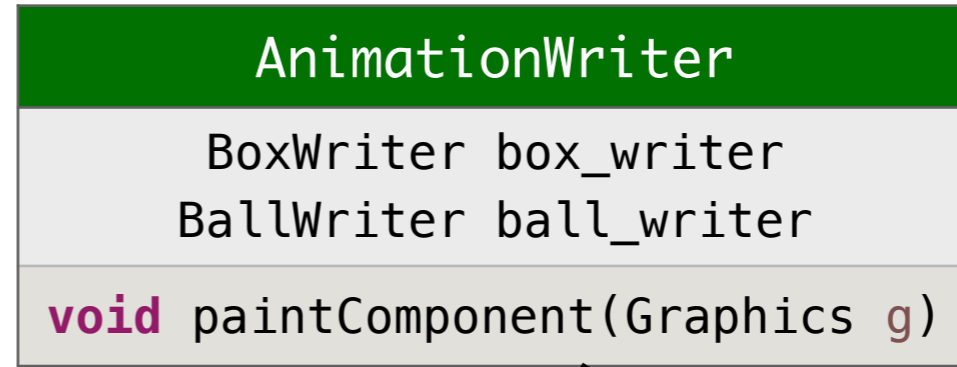 AnimationWriter
BoxWriter box_writer
BallWriter ball_writer
void paintComponent(Graphics g)